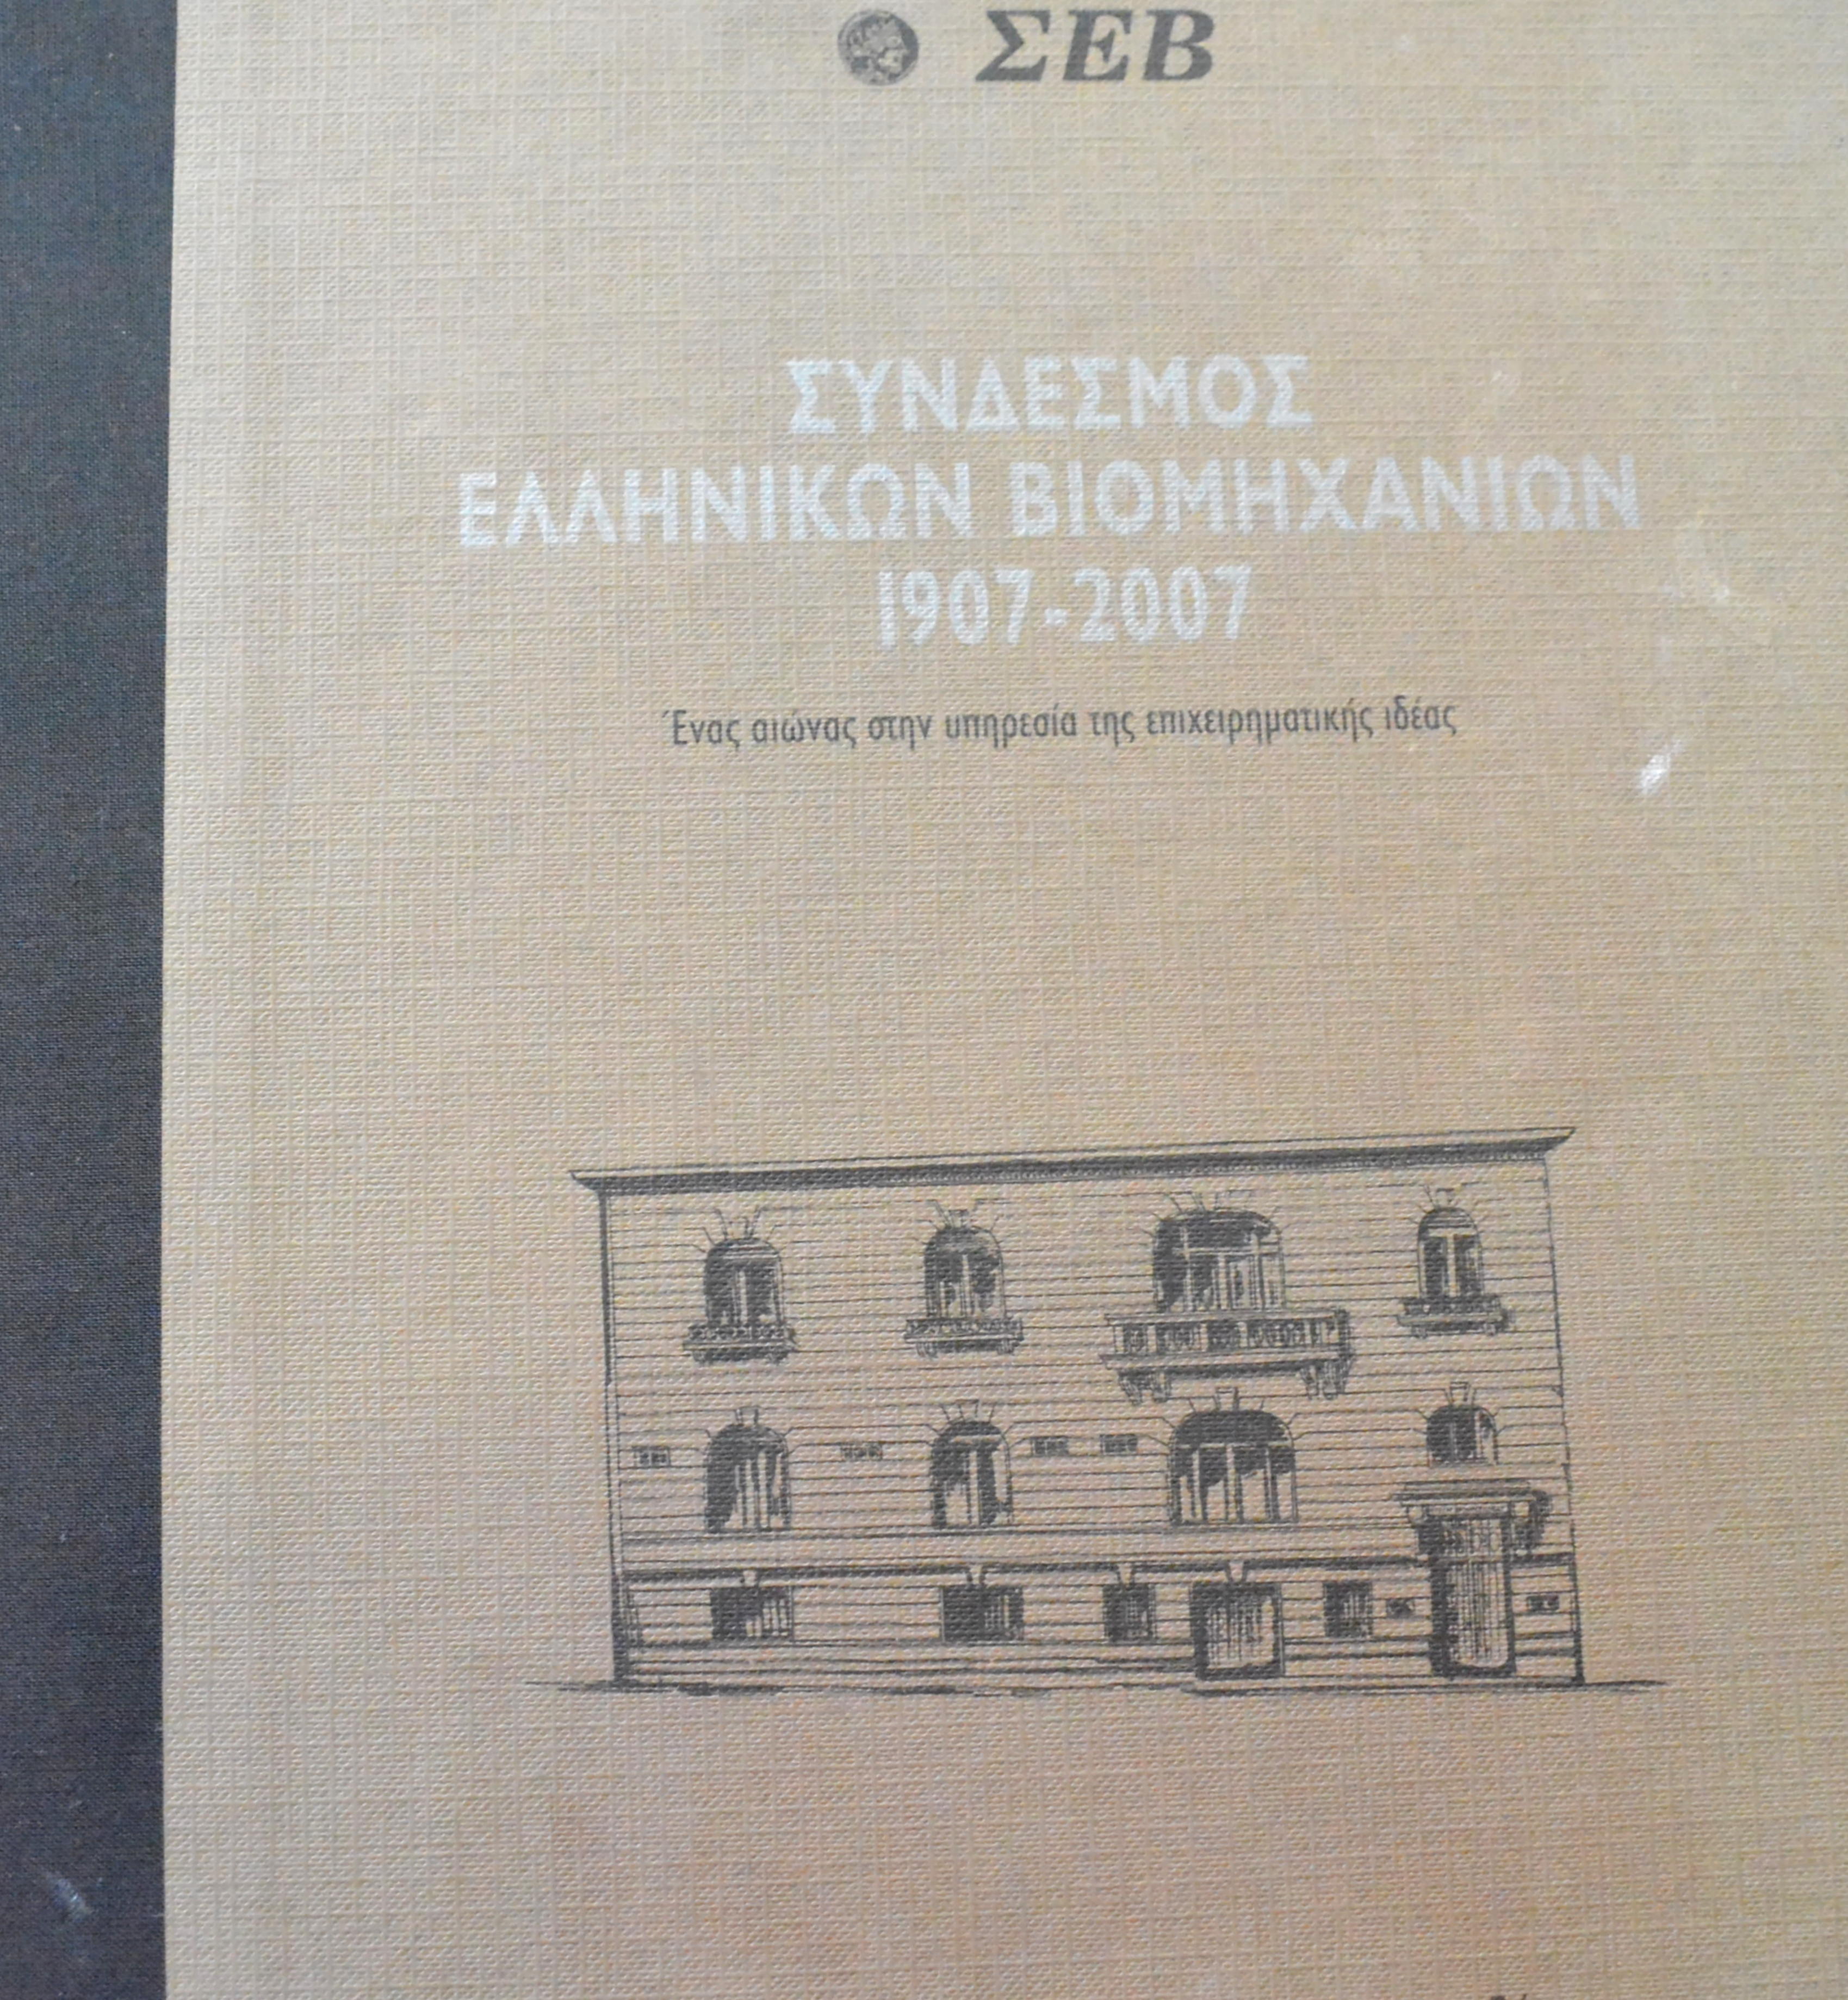 ΣΕΒ
ΣΥΝΔΕΣΜΟΣ
ΕΛΛΗΝΙΚΩΝ ΒΙΟΜΗΧΑΝΙΩΝ
1907-2007
Ένας αιώνας στην υπηρεσία της επιχειρηματικής ιδέας